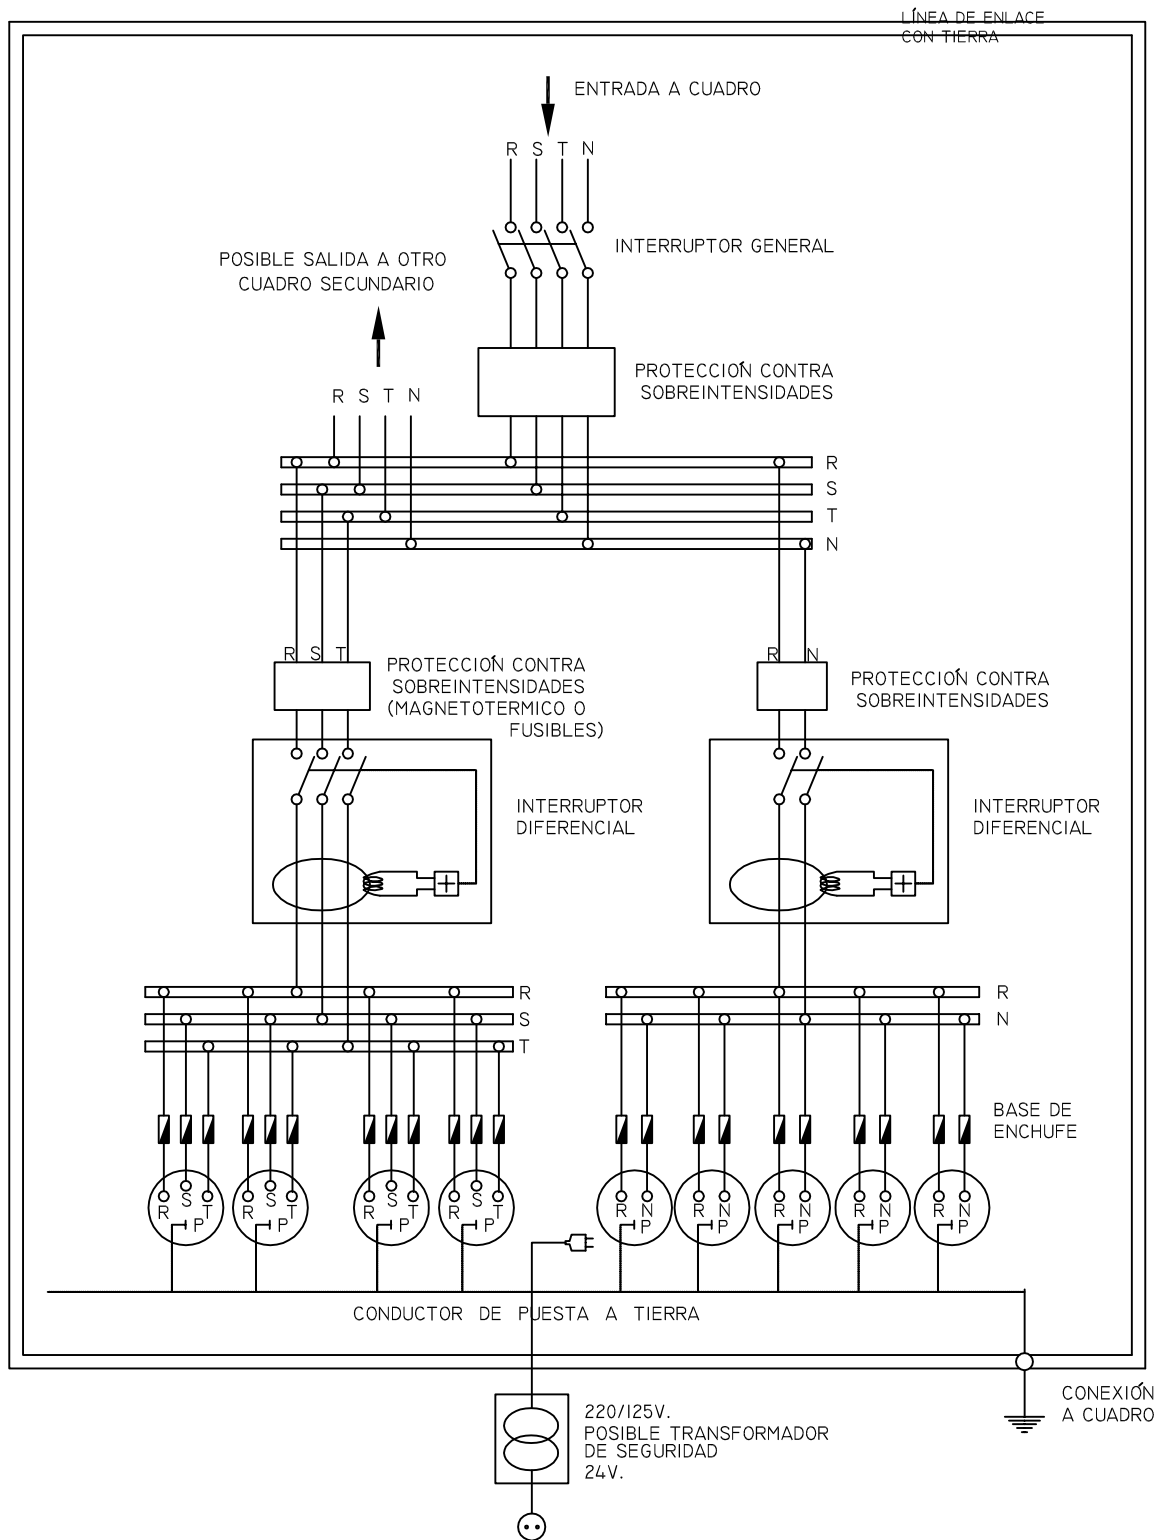 LÍNEA DE ENLACE
CON TIERRA
ENTRADA A CUADRO
R S T N
INTERRUPTOR GENERAL
POSIBLE SALIDA A OTRO
CUADRO SECUNDARIO
PROTECCIÓN CONTRA
SOBREINTENSIDADES
R S T N
R
S
T
N
R S T
PROTECCIÓN CONTRA
SOBREINTENSIDADES
(MAGNETOTERMICO O
FUSIBLES)
R N
PROTECCIÓN CONTRA
SOBREINTENSIDADES
INTERRUPTOR
DIFERENCIAL
INTERRUPTOR
DIFERENCIAL
R
S
T
R
N
BASE DE
ENCHUFE
R S T P
R S T P
R S T P
R S T P
R N P
R N P
R N P
R N P
R N P
CONDUCTOR DE PUESTA A TIERRA
CONEXIÓN
A CUADRO
220/125V.
POSIBLE TRANSFORMADOR
DE SEGURIDAD
24V.